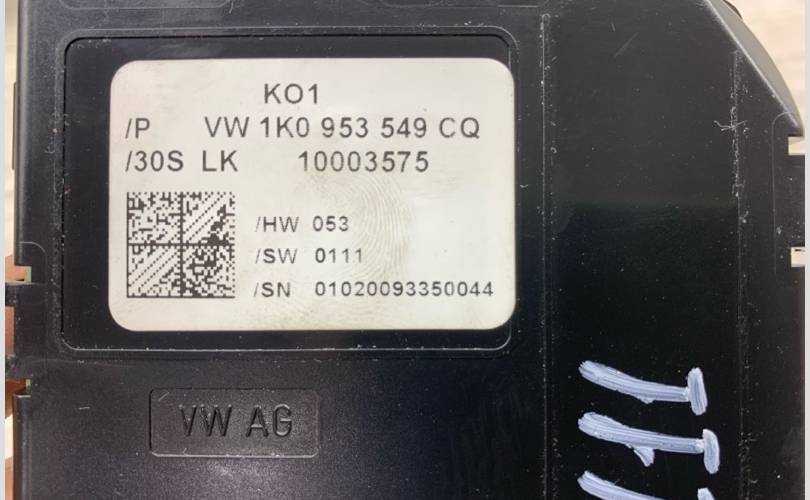 KO1
/P VW 1K0 953 549 CQ
/30S LK 10003575
/HW 053
/SW 0111
/SN 01020093350044
VW AG